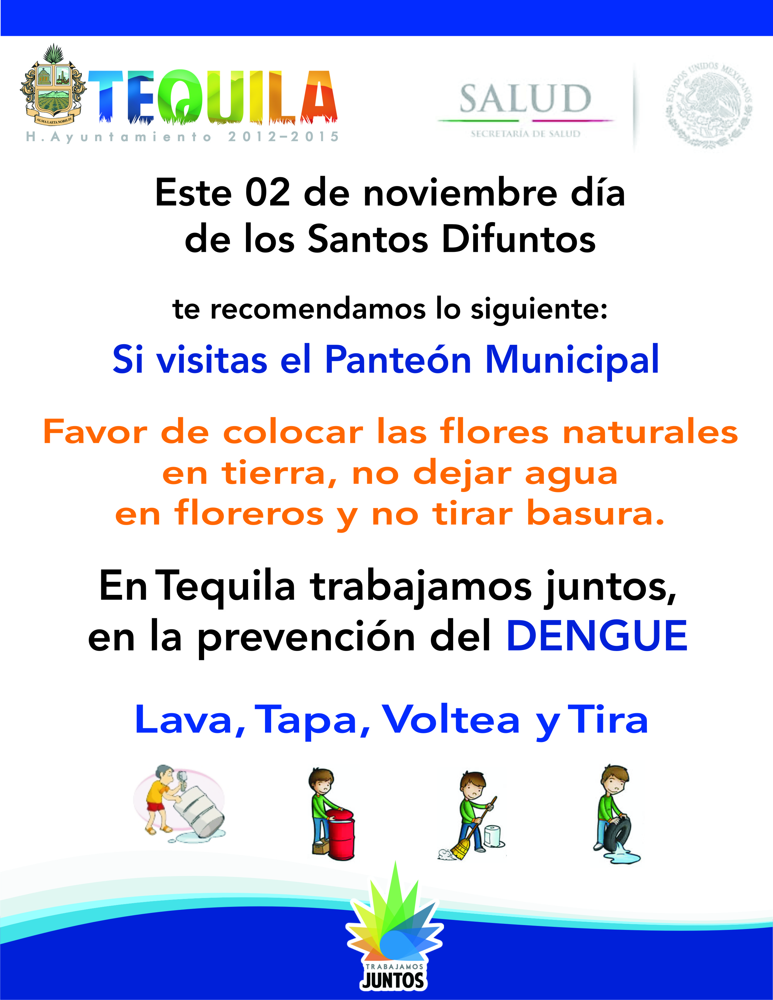 TEQUILA
ALMA LAETA NOBILIS
H. Ayuntamiento 2012-2015
SALUD
SECRETARÍA DE SALUD
ESTADOS UNIDOS MEXICANOS
Este 02 de noviembre día
de los Santos Difuntos
te recomendamos lo siguiente:
Si visitas el Panteón Municipal
Favor de colocar las flores naturales
en tierra, no dejar agua
en floreros y no tirar basura.
En Tequila trabajamos juntos,
en la prevención del DENGUE
Lava, Tapa, Voltea y Tira
TRABAJAMOS
JUNTOS